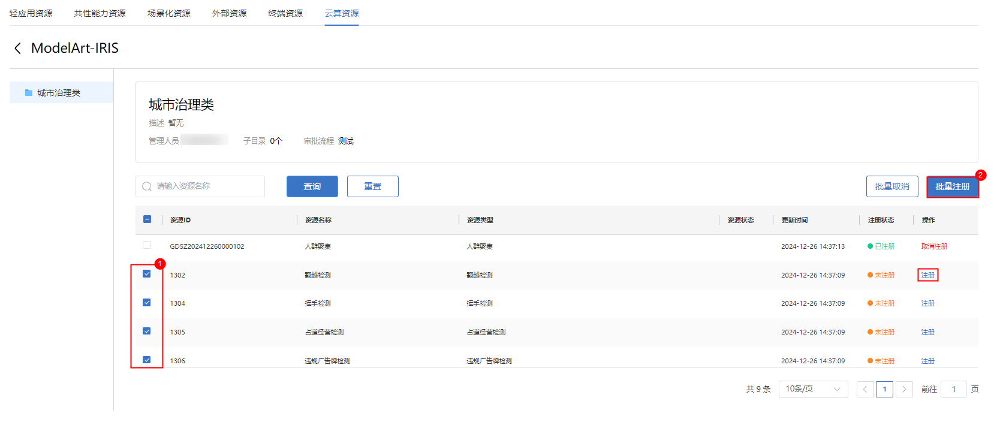 轻应用资源 共性能力资源 场景化资源 外部资源 终端资源 云算资源
ModelArt-IRIS
城市治理类
城市治理类
描述 暂无
管理人员 子目录 0个 审批流程 测试
请输入资源名称 查询 重置 批量取消 批量注册 2
资源ID 资源名称 资源类型 资源状态 更新时间 注册状态 操作
GDSZ202412260000102 人群聚集 人群聚集 2024-12-26 14:37:13 已注册 取消注册
1
1302 翻越检测 翻越检测 2024-12-26 14:37:09 未注册 注册
1304 挥手检测 挥手检测 2024-12-26 14:37:09 未注册 注册
1305 占道经营检测 占道经营检测 2024-12-26 14:37:09 未注册 注册
1306 违规广告牌检测 违规广告牌检测 2024-12-26 14:37:09 未注册 注册
共 9 条 10条/页 1 前往 1 页